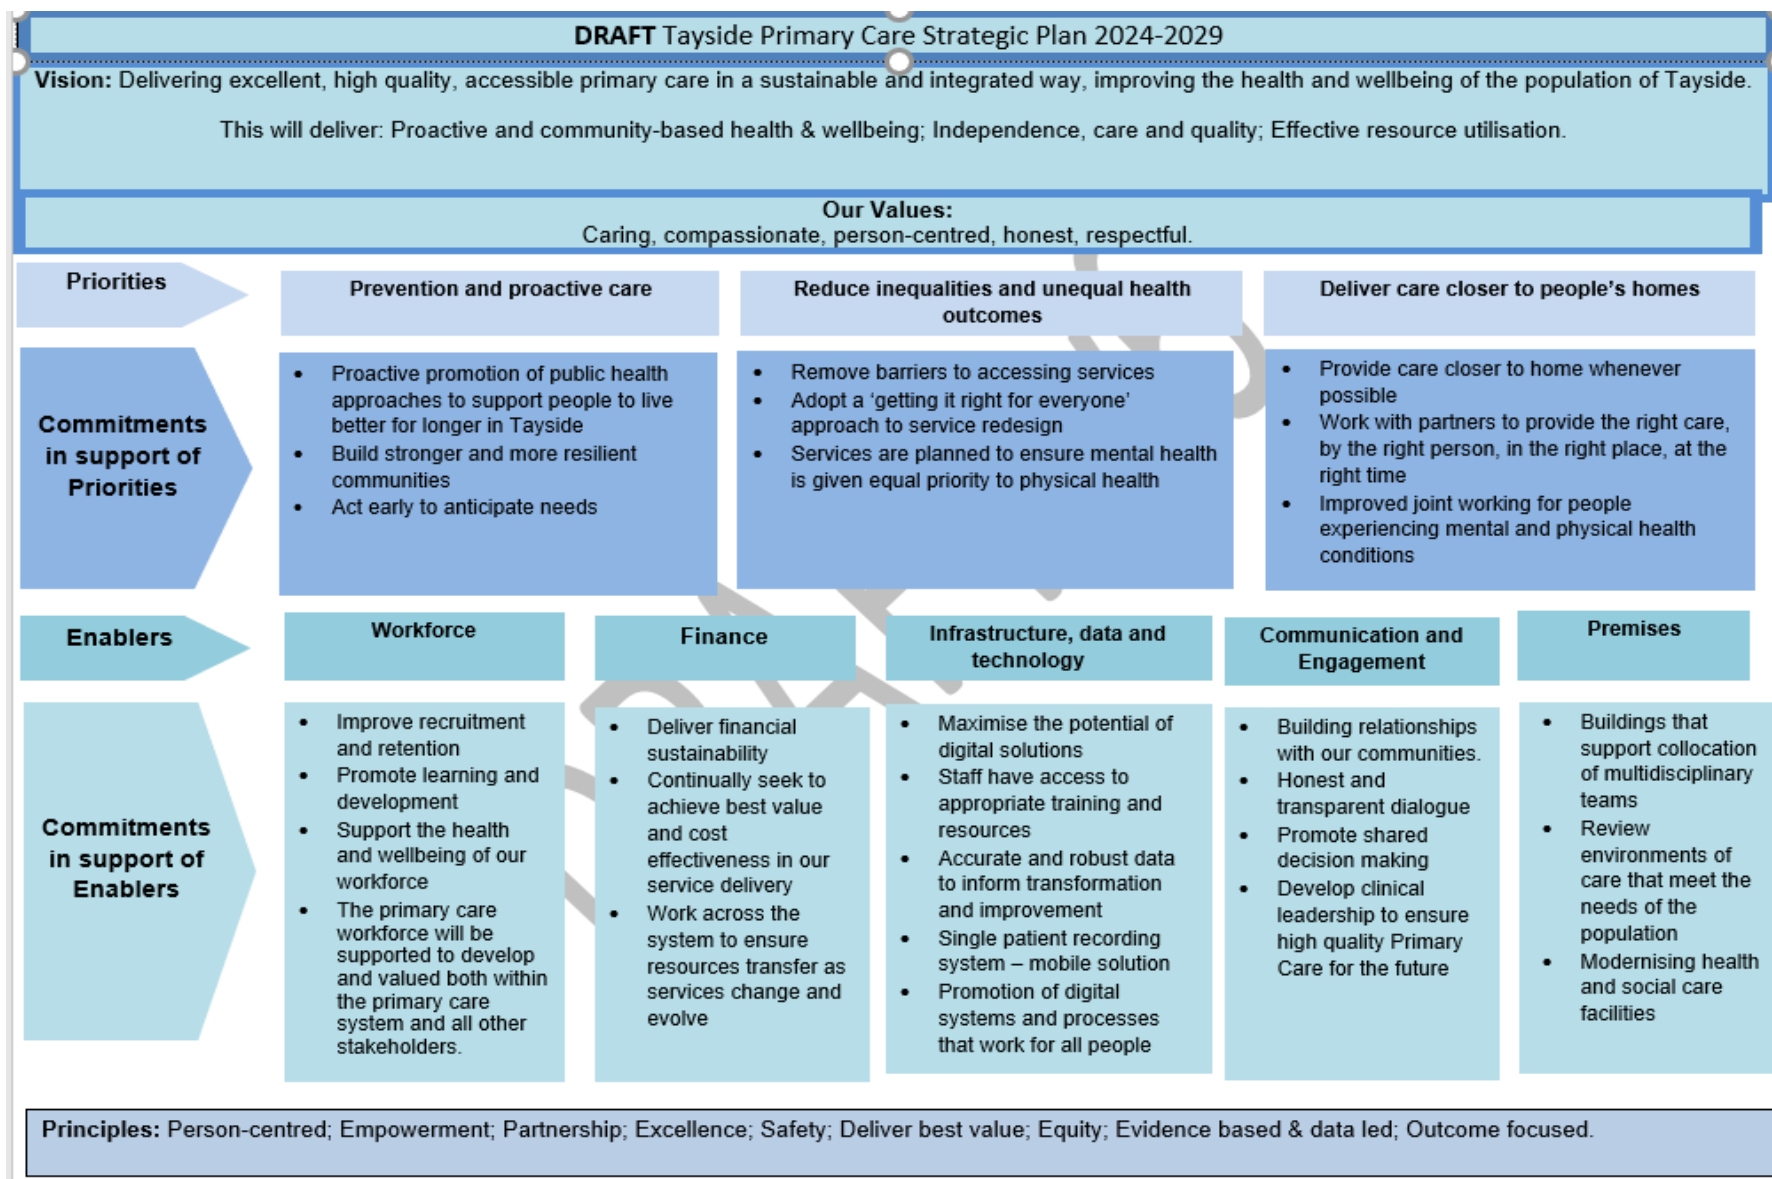 DRAFT Tayside Primary Care Strategic Plan 2024-2029
Vision: Delivering excellent, high quality, accessible primary care in a sustainable and integrated way, improving the health and wellbeing of the population of Tayside.
This will deliver: Proactive and community-based health & wellbeing; Independence, care and quality; Effective resource utilisation.
Our Values:
Caring, compassionate, person-centred, honest, respectful.
Priorities
Prevention and proactive care
Reduce inequalities and unequal health
outcomes
Deliver care closer to people's homes
Commitments
in support of
Priorities
• Proactive promotion of public health
approaches to support people to live
better for longer in Tayside
• Build stronger and more resilient
communities
• Act early to anticipate needs
• Remove barriers to accessing services
• Adopt a ‘getting it right for everyone’
approach to service redesign
• Services are planned to ensure mental health
is given equal priority to physical health
• Provide care closer to home whenever
possible
• Work with partners to provide the right care,
by the right person, in the right place, at the
right time
• Improved joint working for people
experiencing mental and physical health
conditions
Enablers
Workforce
Finance
Infrastructure, data and
technology
Communication and
Engagement
Premises
Commitments
in support of
Enablers
• Improve recruitment
and retention
• Promote learning and
development
• Support the health
and wellbeing of our
workforce
• The primary care
workforce will be
supported to develop
and valued both within
the primary care
system and all other
stakeholders.
• Deliver financial
sustainability
• Continually seek to
achieve best value
and cost
effectiveness in our
service delivery
• Work across the
system to ensure
resources transfer as
services change and
evolve
• Maximise the potential of
digital solutions
• Staff have access to
appropriate training and
resources
• Accurate and robust data
to inform transformation
and improvement
• Single patient recording
system – mobile solution
• Promotion of digital
systems and processes
that work for all people
• Building relationships
with our communities.
• Honest and
transparent dialogue
• Promote shared
decision making
• Develop clinical
leadership to ensure
high quality Primary
Care for the future
• Buildings that
support collocation
of multidisciplinary
teams
• Review
environments of
care that meet the
needs of the
population
• Modernising health
and social care
facilities
Principles: Person-centred; Empowerment; Partnership; Excellence; Safety; Deliver best value; Equity; Evidence based & data led; Outcome focused.